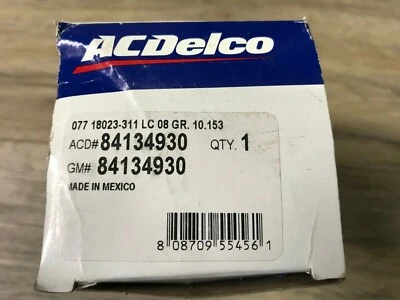 ACDelco
077 18023-311 LC 08 GR. 10.153
ACD# 84134930 QTY. 1
GM# 84134930
MADE IN MEXICO
8 08709 55456 1